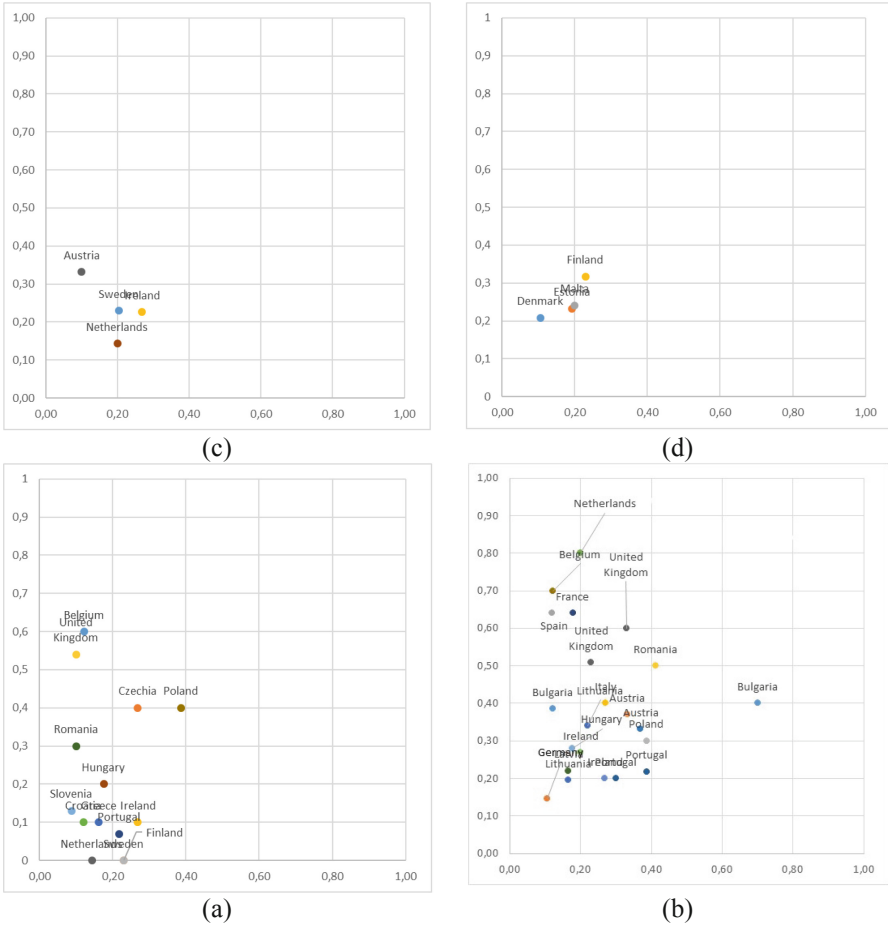 1,00
0,90
0,80
0,70
0,60
0,50
0,40
0,30
0,20
0,10
0,00
Austria
Sweden
Ireland
Netherlands
0,00 0,20 0,40 0,60 0,80 1,00
(c)
1
0,9
0,8
0,7
0,6
0,5
0,4
0,3
0,2
0,1
0
Finland
Malta
Estonia
Denmark
0,00 0,20 0,40 0,60 0,80 1,00
(d)
1
0,9
0,8
0,7
0,6
0,5
0,4
0,3
0,2
0,1
0
Belgium
United
Kingdom
Czechia Poland
Romania
Hungary
Slovenia
Croatia Greece Ireland
Portugal
Finland
Netherlands Sweden
0,00 0,20 0,40 0,60 0,80 1,00
(a)
1,00
0,90
0,80
0,70
0,60
0,50
0,40
0,30
0,20
0,10
0,00
Netherlands
Belgium
United
Kingdom
France
Spain
United
Kingdom
Romania
Italy
Lithuania
Bulgaria
Austria
Bulgaria
Hungary
Austria
Poland
Ireland
Germany
Latvia
Portugal
Lithuania
Ireland
Portugal
0,00 0,20 0,40 0,60 0,80 1,00
(b)